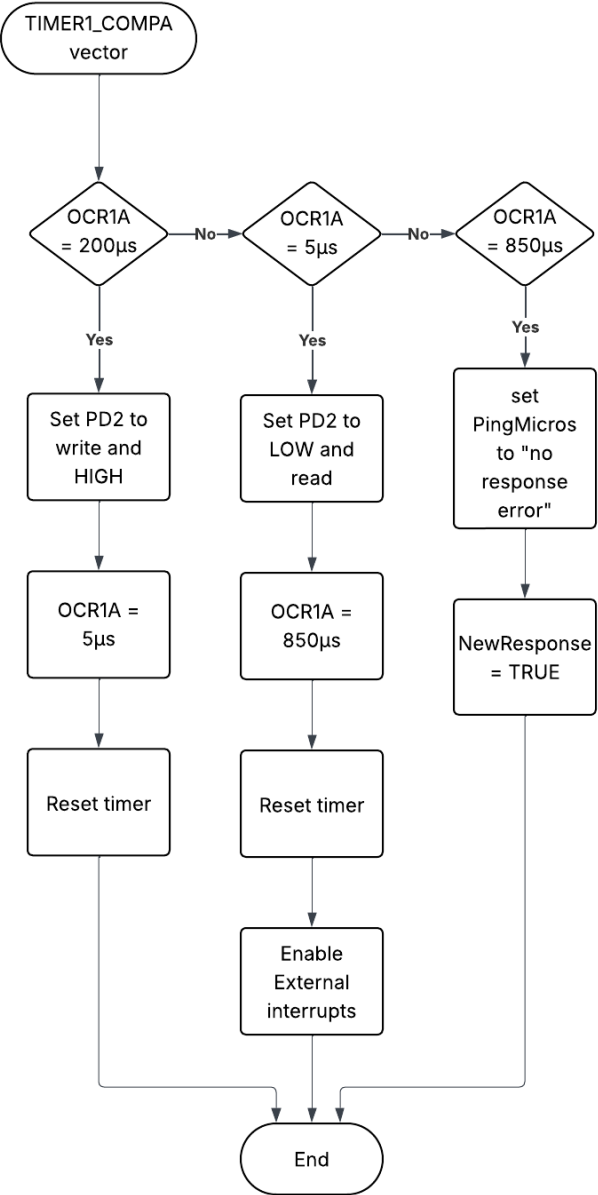 TIMER1_COMPA
vector
OCR1A
= 200µs
No
OCR1A
= 5µs
No
OCR1A
= 850µs
Yes
Yes
Yes
Set PD2 to
write and
HIGH
Set PD2 to
LOW and
read
set
PingMicros
to "no
response
error"
OCR1A =
5µs
OCR1A =
850µs
NewResponse
= TRUE
Reset timer
Reset timer
Enable
External
interrupts
End